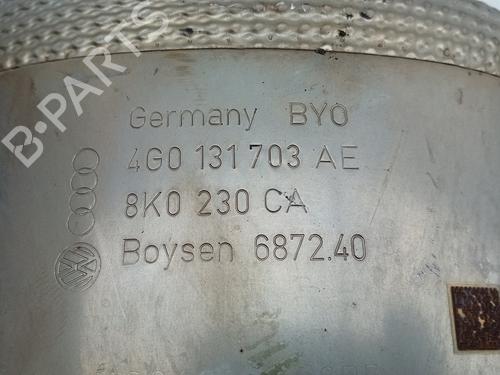 Germany BYO
4G0 131 703 AE
8K0 230 CA
Boysen 6872.40
B-PARTS